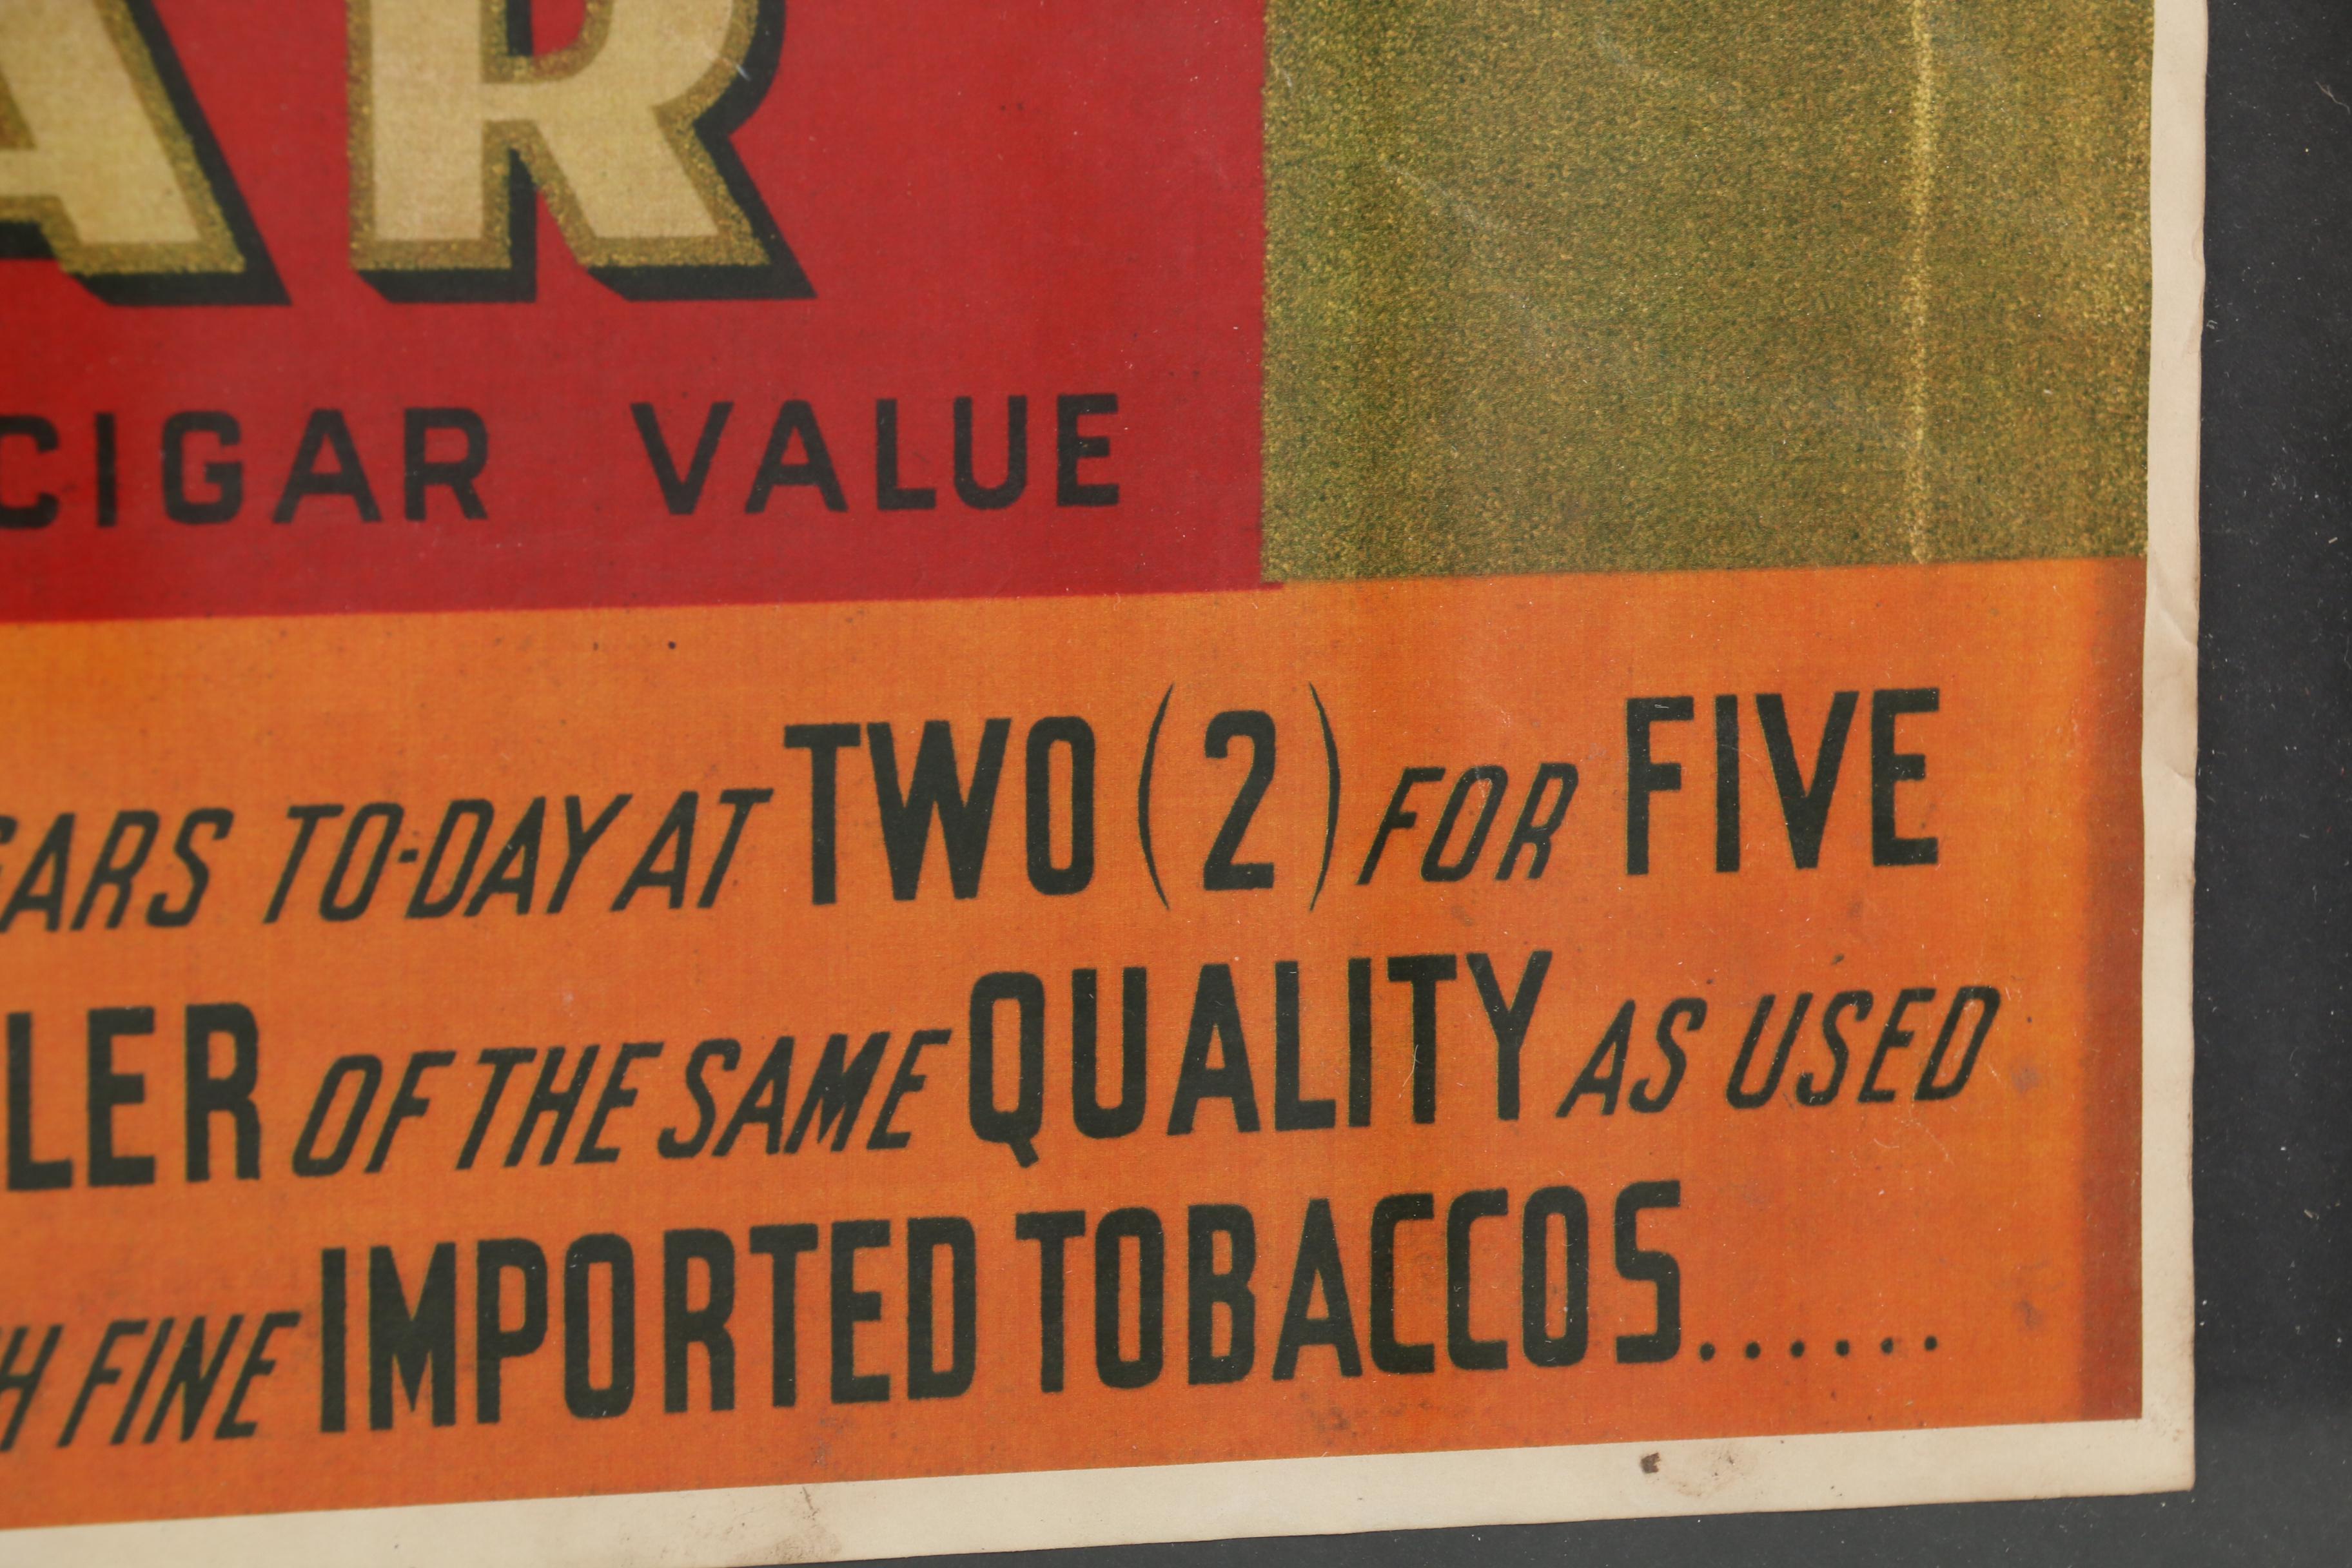 AR
CIGAR VALUE
GARS TO-DAY AT TWO (2) FOR FIVE
LER OF THE SAME QUALITY AS USED
H FINE IMPORTED TOBACCOS......